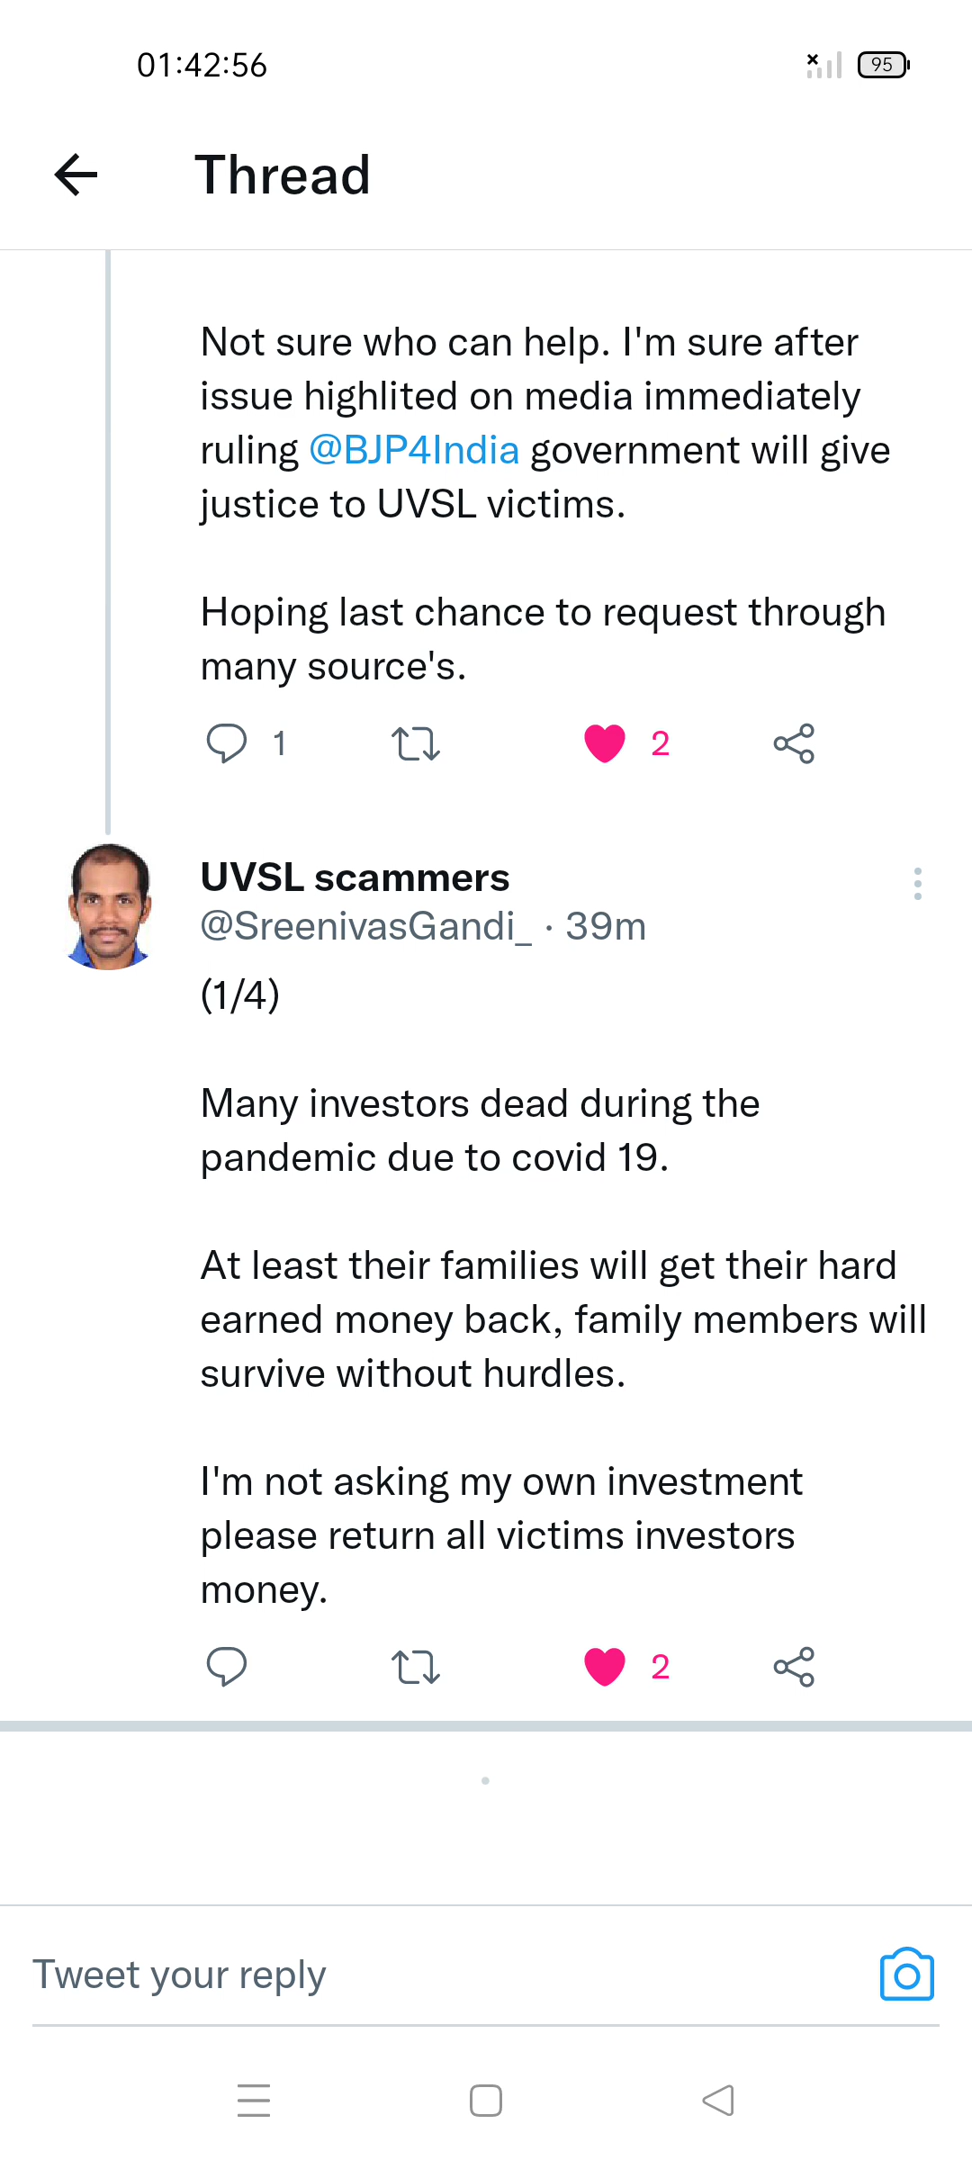 01:42:56
95
Thread
Not sure who can help. I'm sure after
issue highlited on media immediately
ruling @BJP4India government will give
justice to UVSL victims.
Hoping last chance to request through
many source's.
1
2
UVSL scammers
@SreenivasGandi_ · 39m
(1/4)
Many investors dead during the
pandemic due to covid 19.
At least their families will get their hard
earned money back, family members will
survive without hurdles.
I'm not asking my own investment
please return all victims investors
money.
2
Tweet your reply